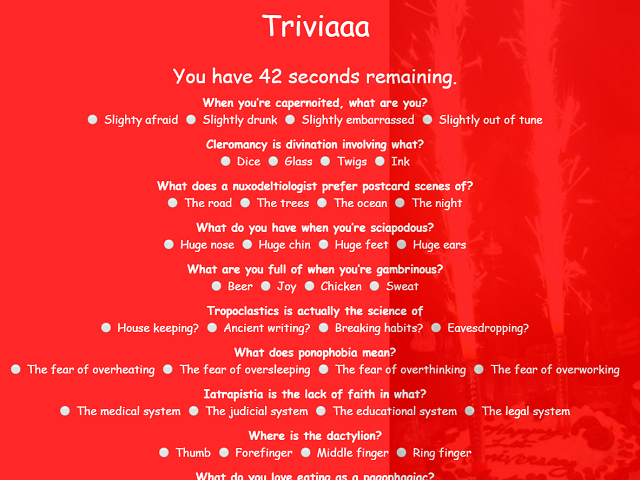 Triviaaa
You have 42 seconds remaining.
When you're capernoited, what are you?
Slighty afraid Slightly drunk Slightly embarrassed Slightly out of tune
Cleromancy is divination involving what?
Dice Glass Twigs Ink
What does a nuxodeltiologist prefer postcard scenes of?
The road The trees The ocean The night
What do you have when you're sciapodous?
Huge nose Huge chin Huge feet Huge ears
What are you full of when you're gambrinous?
Beer Joy Chicken Sweat
Tropoclastics is actually the science of
House keeping? Ancient writing? Breaking habits? Eavesdropping?
What does ponophobia mean?
The fear of overheating The fear of oversleeping The fear of overthinking The fear of overworking
Iatrapistia is the lack of faith in what?
The medical system The judicial system The educational system The legal system
Where is the dactylion?
Thumb Forefinger Middle finger Ring finger
What do you love eating as a pagophagiac?